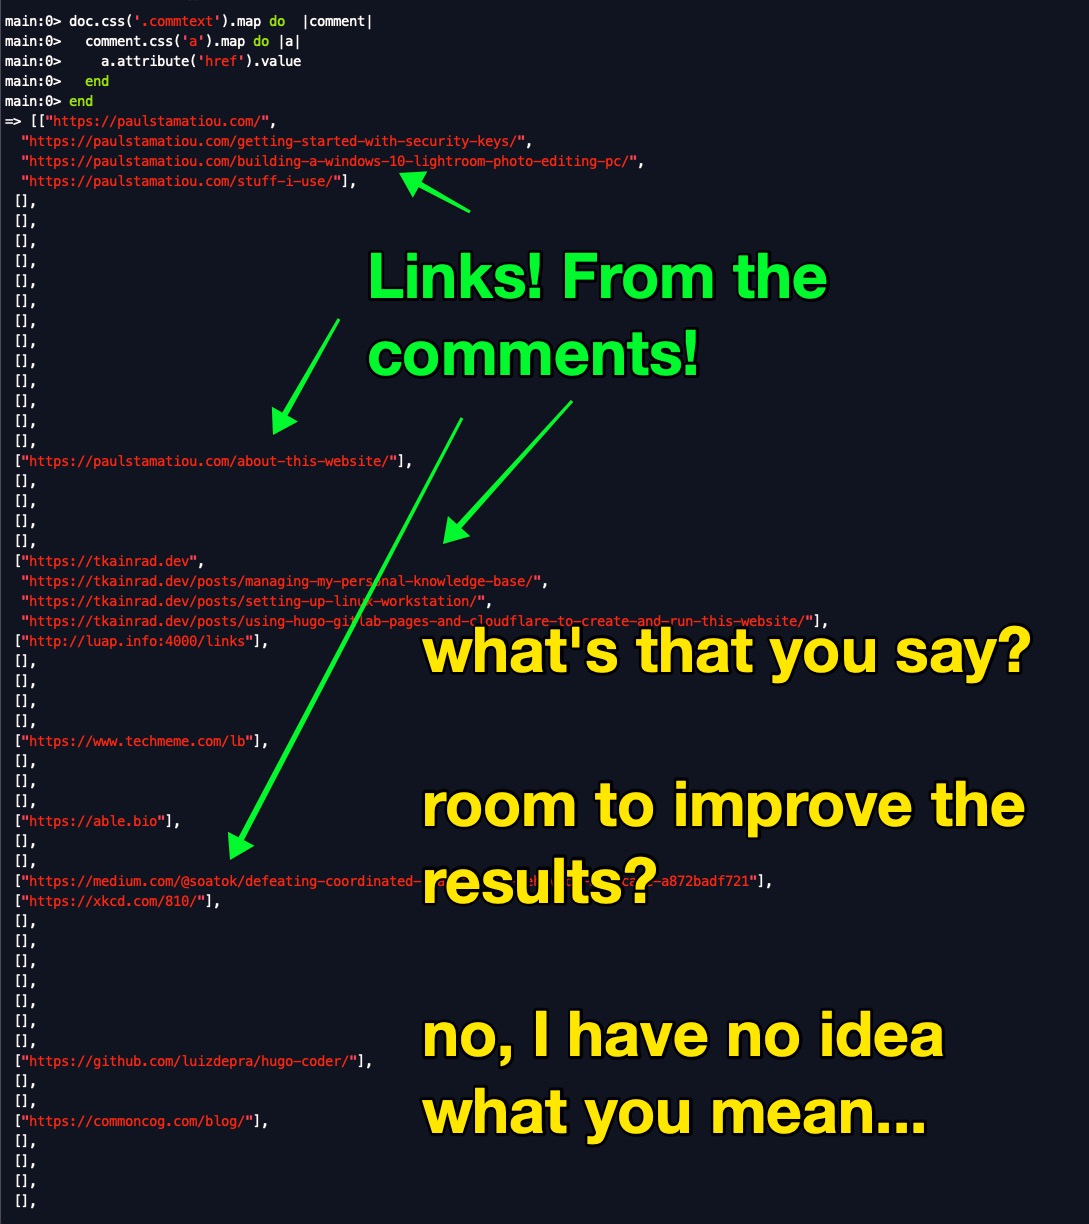 main:0> doc.css('.commtext').map do  |comment|
main:0>   comment.css('a').map do |a|
main:0>     a.attribute('href').value
main:0>   end
main:0> end
=> [["https://paulstamatiou.com/",
"https://paulstamatiou.com/getting-started-with-security-keys/",
"https://paulstamatiou.com/building-a-windows-10-lightroom-photo-editing-pc/",
"https://paulstamatiou.com/stuff-i-use/"],
[],
[],
[],
[],
[],
[],
[],
[],
[],
[],
[],
[],
[],
Links! From the
comments!
["https://paulstamatiou.com/about-this-website/"],
[],
[],
[],
[],
["https://tkainrad.dev",
"https://tkainrad.dev/posts/managing-my-personal-knowledge-base/",
"https://tkainrad.dev/posts/setting-up-linux-workstation/",
"https://tkainrad.dev/posts/using-hugo-gitlab-pages-and-cloudflare-to-create-and-run-this-website/"],
["http://luap.info:4000/links"],
what's that you say?
[],
[],
[],
[],
["https://www.techmeme.com/lb"],
[],
[],
[],
["https://able.bio"],
room to improve the
results?
[],
[],
["https://medium.com/@soatok/defeating-coordinated- -a872badf721"],
["https://xkcd.com/810/"],
[],
[],
[],
[],
[],
[],
[],
["https://github.com/luizdepra/hugo-coder/"],
no, I have no idea
what you mean...
[],
[],
["https://commoncog.com/blog/"],
[],
[],
[],
[],